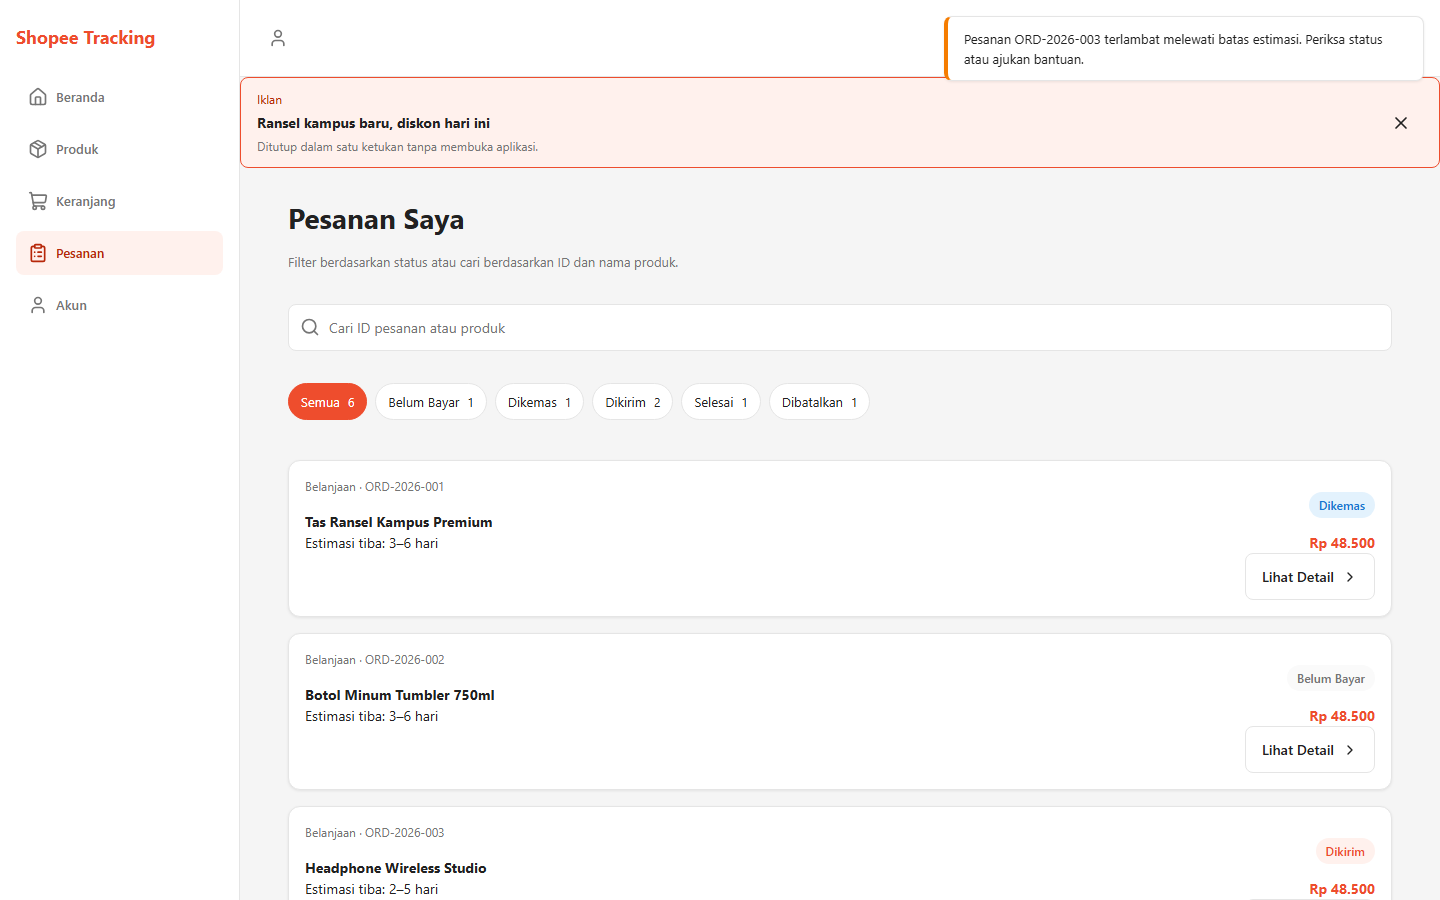 Shopee Tracking
Beranda
Produk
Keranjang
Pesanan
Akun
Pesanan ORD-2026-003 terlambat melewati batas estimasi. Periksa status
atau ajukan bantuan.
Iklan
Ransel kampus baru, diskon hari ini
Ditutup dalam satu ketukan tanpa membuka aplikasi.
Pesanan Saya
Filter berdasarkan status atau cari berdasarkan ID dan nama produk.
Cari ID pesanan atau produk
Semua 6 Belum Bayar 1 Dikemas 1 Dikirim 2 Selesai 1 Dibatalkan 1
Belanjaan · ORD-2026-001
Dikemas
Tas Ransel Kampus Premium
Estimasi tiba: 3–6 hari
Rp 48.500
Lihat Detail
Belanjaan · ORD-2026-002
Belum Bayar
Botol Minum Tumbler 750ml
Estimasi tiba: 3–6 hari
Rp 48.500
Lihat Detail
Belanjaan · ORD-2026-003
Dikirim
Headphone Wireless Studio
Estimasi tiba: 2–5 hari
Rp 48.500